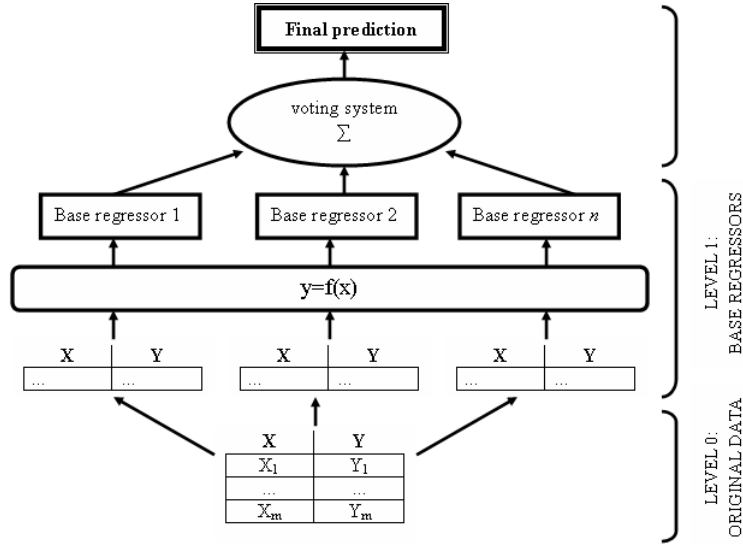 Final prediction
voting system
Σ
Base regressor 1
Base regressor 2
Base regressor n
y=f(x)
X Y
... ...
X Y
... ...
X Y
... ...
X Y
X1 Y1
... ...
Xm Ym
LEVEL 1:
BASE REGRESSORS
LEVEL 0:
ORIGINAL DATA